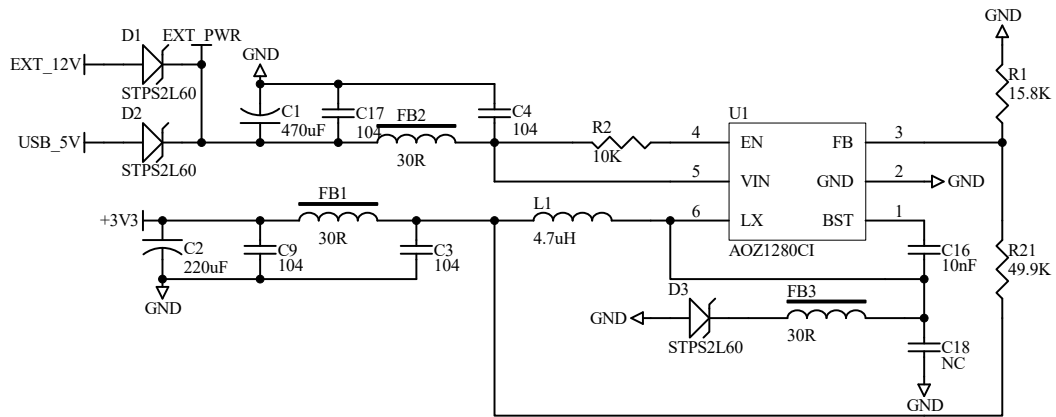 D1
EXT_PWR
EXT_12V
STPS2L60
D2
USB_5V
STPS2L60
GND
C1
470uF
C17
104
FB2
30R
C4
104
R2
10K
U1
4
EN
5
VIN
6
LX
FB
3
GND
2
GND
BST
1
AOZ1280CI
GND
R1
15.8K
+3V3
C2
220uF
GND
C9
104
FB1
30R
C3
104
L1
4.7uH
C16
10nF
R21
49.9K
GND
D3
STPS2L60
FB3
30R
C18
NC
GND